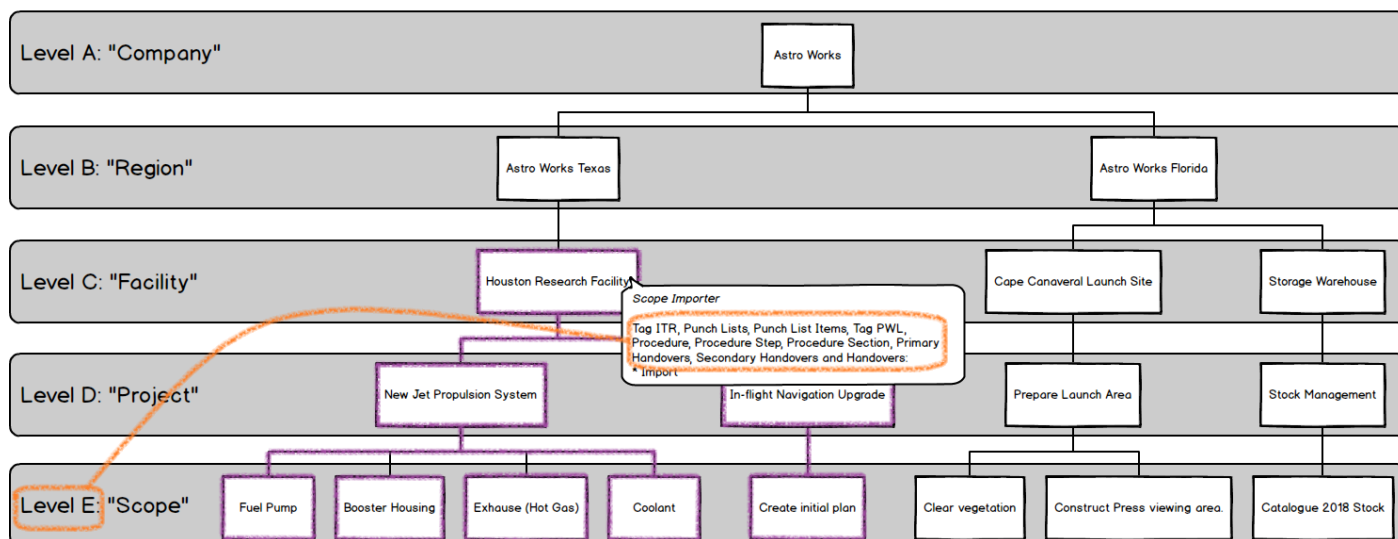 Level A: "Company"
Astro Works
Level B: "Region"
Astro Works Texas
Astro Works Florida
Level C: "Facility"
Houston Research Facility
Cape Canaveral Launch Site
Storage Warehouse
Scope Importer
Tag ITR, Punch Lists, Punch List Items, Tag PWL,
Procedure, Procedure Step, Procedure Section, Primary
Handovers, Secondary Handovers and Handovers:
* Import
Level D: "Project"
New Jet Propulsion System
In-flight Navigation Upgrade
Prepare Launch Area
Stock Management
Level E: "Scope"
Fuel Pump
Booster Housing
Exhause (Hot Gas)
Coolant
Create initial plan
Clear vegetation
Construct Press viewing area.
Catalogue 2018 Stock